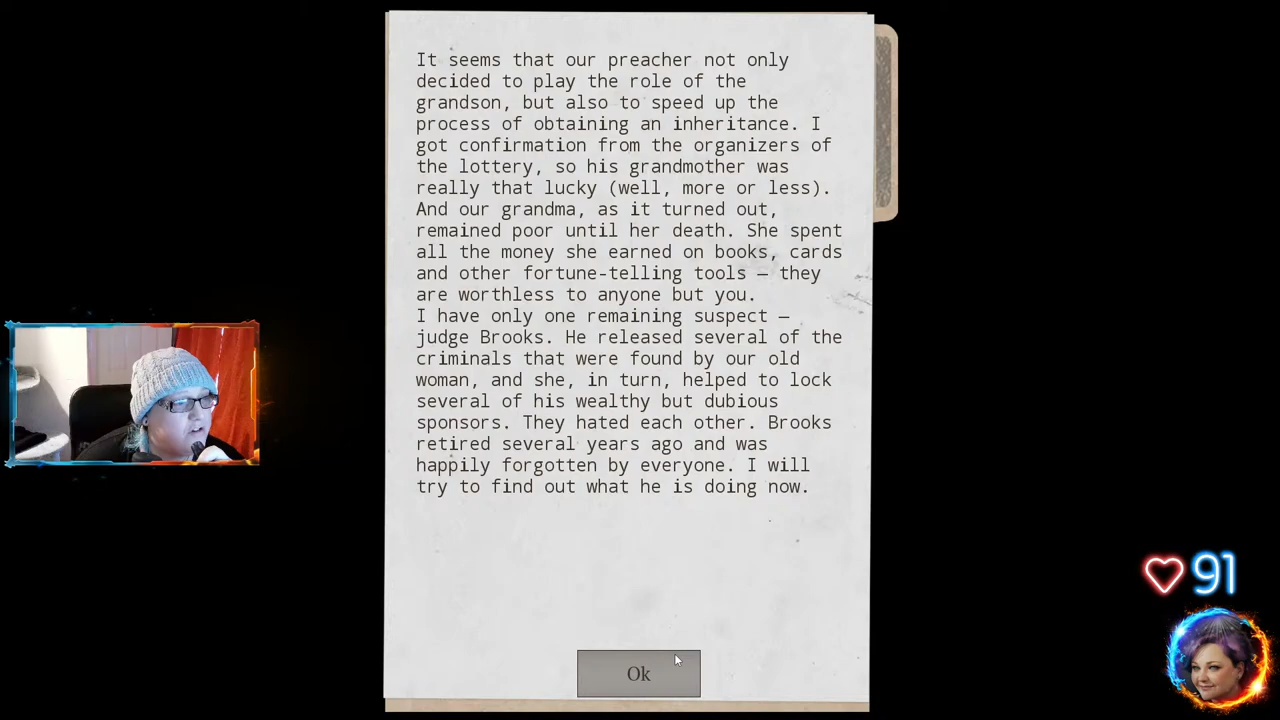 It seems that our preacher not only
decided to play the role of the
grandson, but also to speed up the
process of obtaining an inheritance. I
got confirmation from the organizers of
the lottery, so his grandmother was
really that lucky (well, more or less).
And our grandma, as it turned out,
remained poor until her death. She spent
all the money she earned on books, cards
and other fortune-telling tools — they
are worthless to anyone but you.
I have only one remaining suspect —
judge Brooks. He released several of the
criminals that were found by our old
woman, and she, in turn, helped to lock
several of his wealthy but dubious
sponsors. They hated each other. Brooks
retired several years ago and was
happily forgotten by everyone. I will
try to find out what he is doing now.
Ok
91